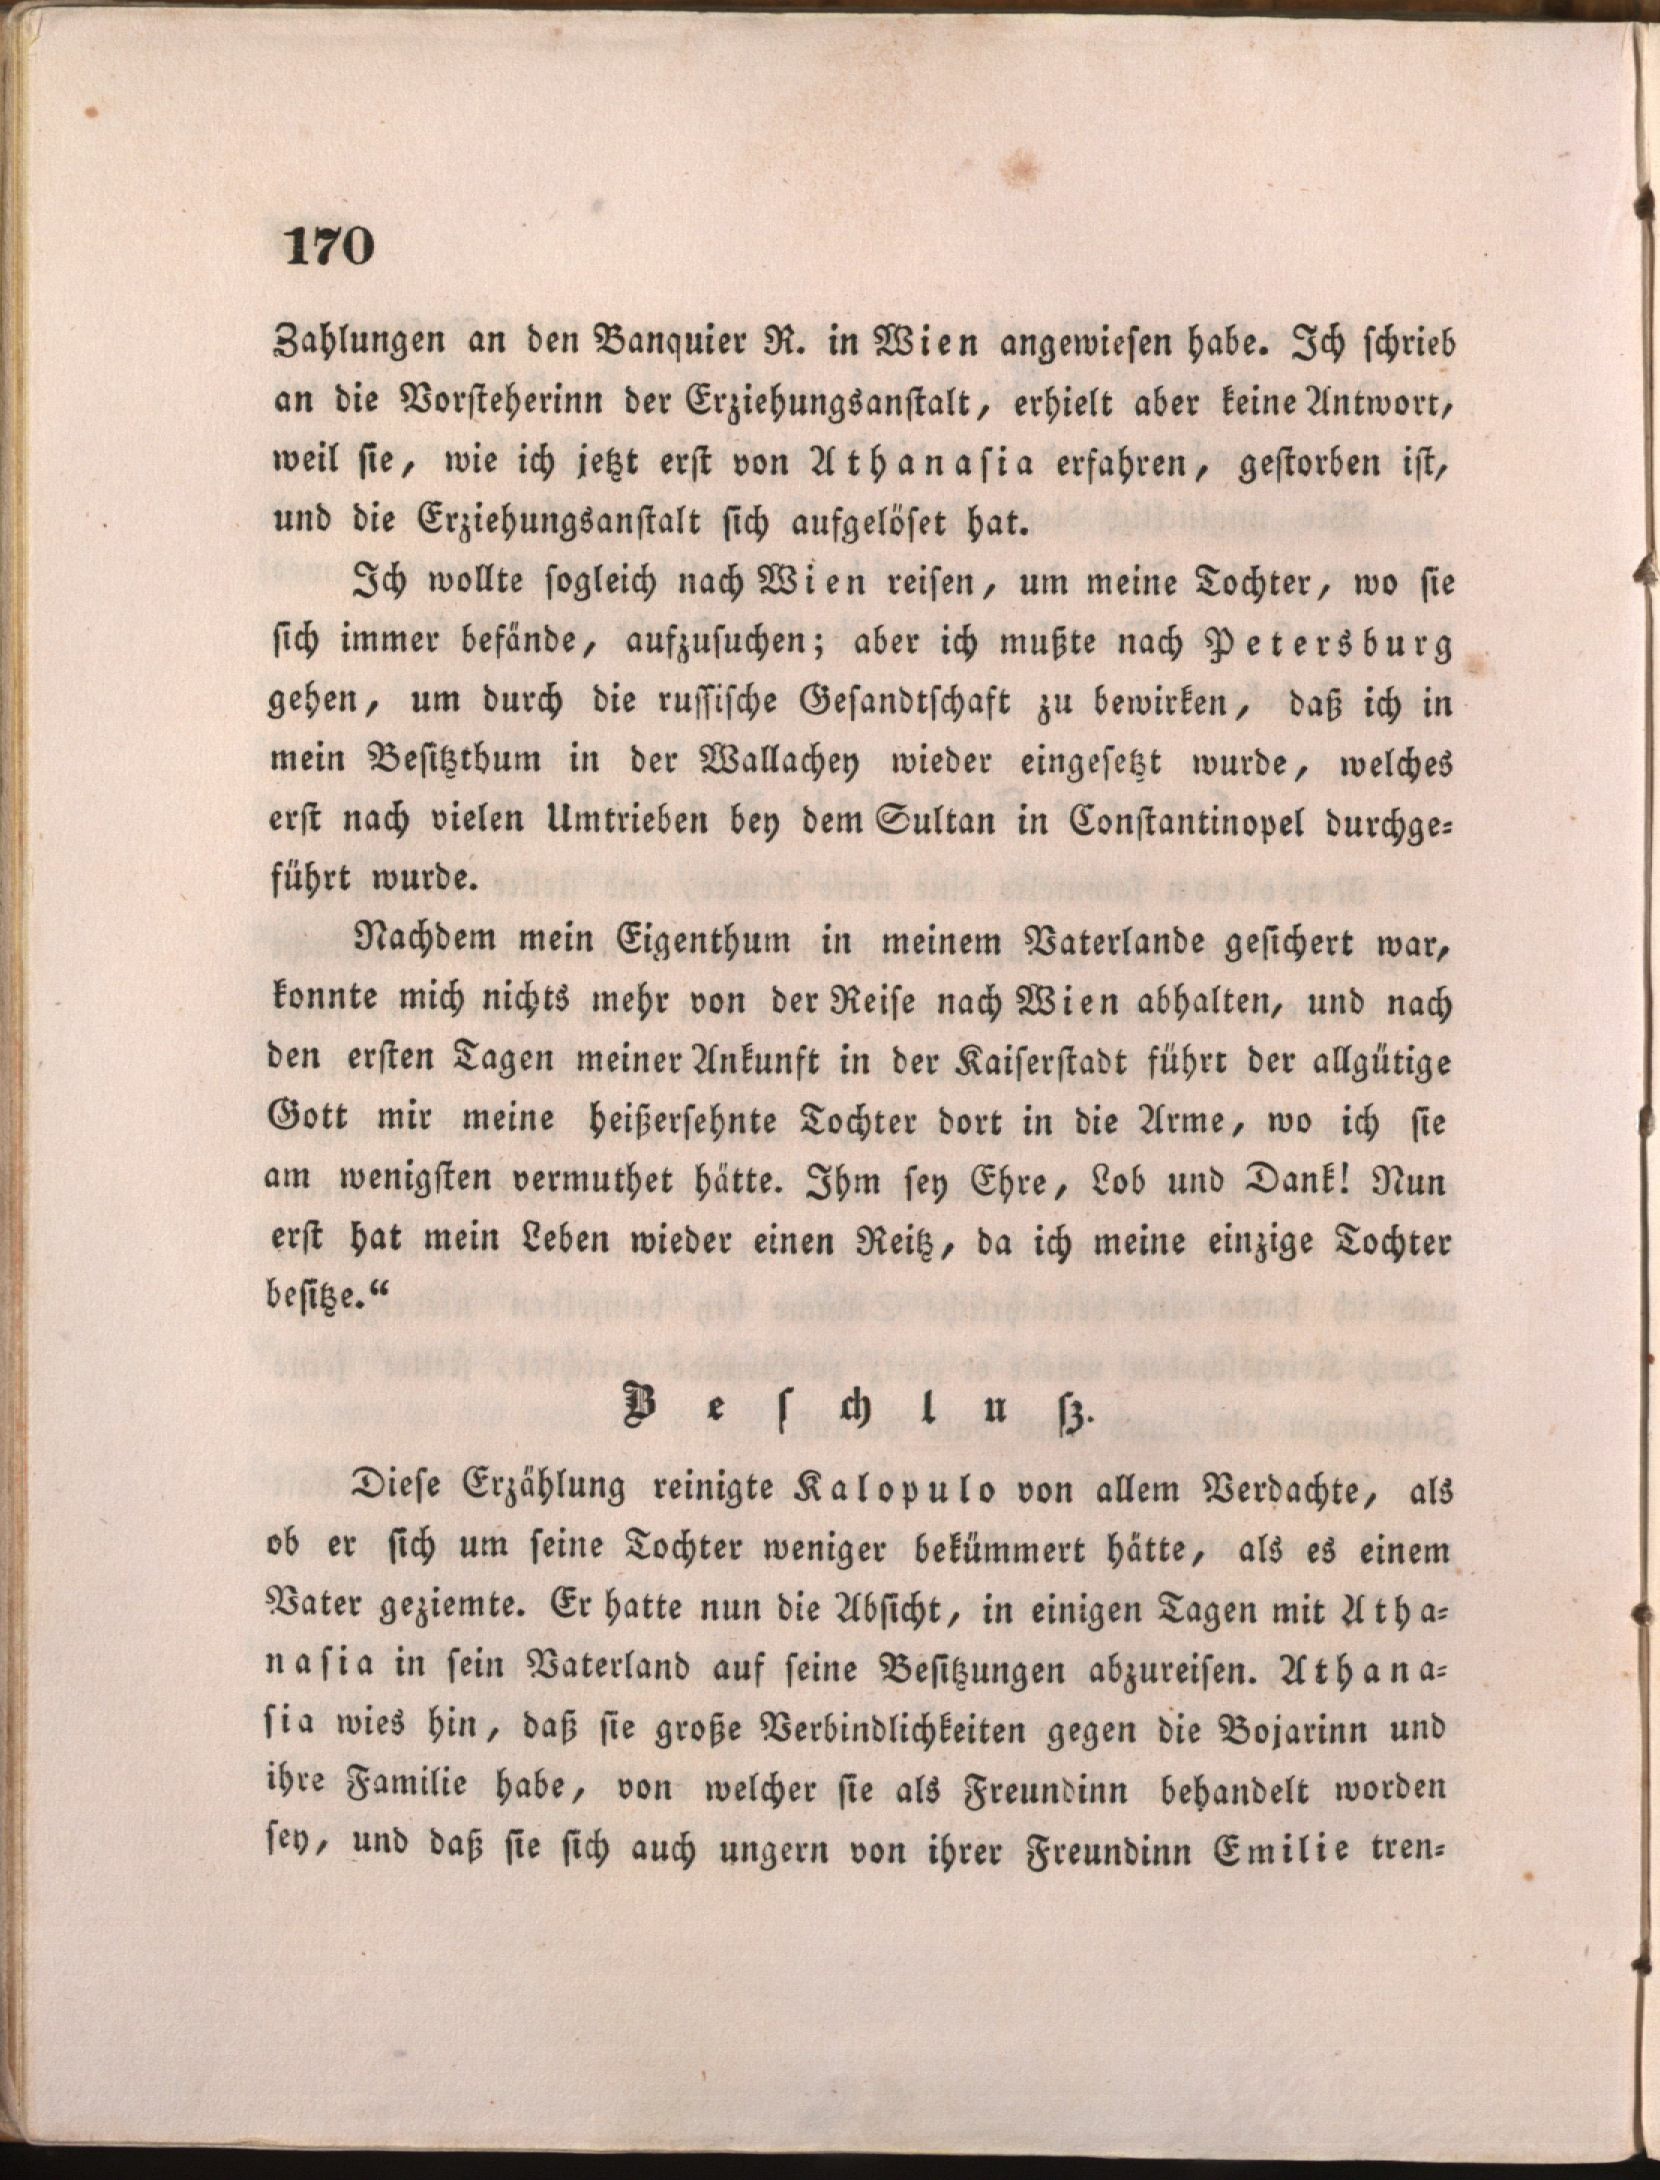 170
Zahlungen an den Banquier R. in Wien angewiesen habe. Ich schrieb
an die Vorsteherinn der Erziehungsanstalt, erhielt aber keine Antwort,
weil sie, wie ich jetzt erst von Athanasia erfahren, gestorben ist,
und die Erziehungsanstalt sich aufgelöset hat.
Ich wollte sogleich nach Wien reisen, um meine Tochter, wo sie
sich immer befände, aufzusuchen; aber ich mußte nach Petersburg
gehen, um durch die russische Gesandtschaft zu bewirken, daß ich in
mein Besitzthum in der Wallachey wieder eingesetzt wurde, welches
erst nach vielen Umtrieben bey dem Sultan in Constantinopel durchge-
führt wurde.
Nachdem mein Eigenthum in meinem Vaterlande gesichert war,
konnte mich nichts mehr von der Reise nach Wien abhalten, und nach
den ersten Tagen meiner Ankunft in der Kaiserstadt führt der allgütige
Gott mir meine heißersehnte Tochter dort in die Arme, wo ich sie
am wenigsten vermuthet hätte. Ihm sey Ehre, Lob und Dank! Nun
erst hat mein Leben wieder einen Reitz, da ich meine einzige Tochter
besitze.“
Beschluß.
Diese Erzählung reinigte Kalopulo von allem Verdachte, als
ob er sich um seine Tochter weniger bekümmert hätte, als es einem
Vater geziemte. Er hatte nun die Absicht, in einigen Tagen mit Atha-
nasia in sein Vaterland auf seine Besitzungen abzureisen. Athana-
sia wies hin, daß sie große Verbindlichkeiten gegen die Bojarinn und
ihre Familie habe, von welcher sie als Freundinn behandelt worden
sey, und daß sie sich auch ungern von ihrer Freundinn Emilie tren-